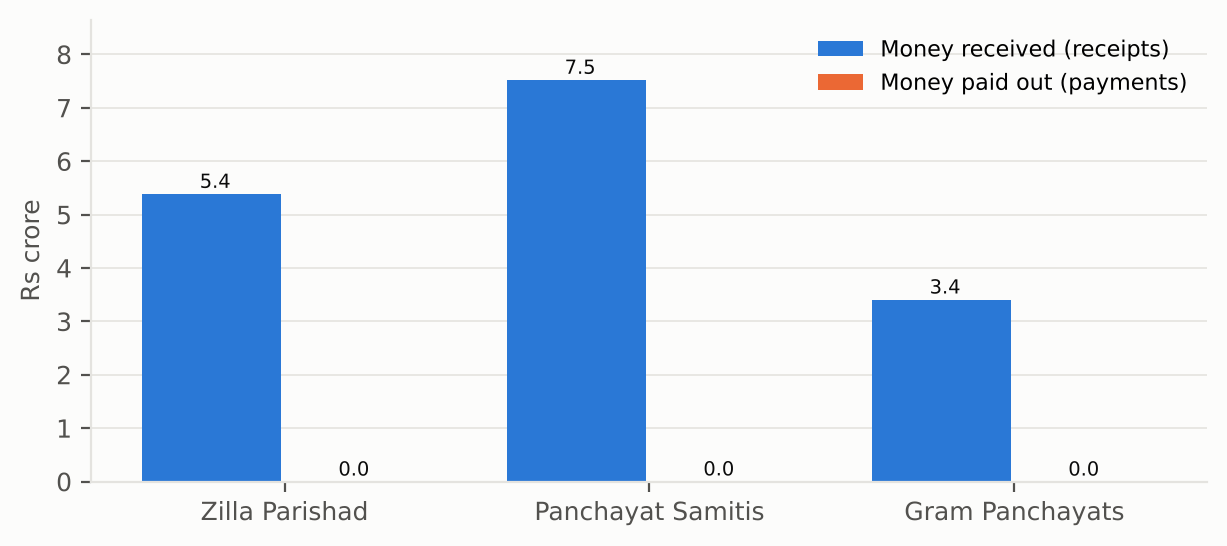 Money received (receipts)
Money paid out (payments)
Rs crore
8
7
6
5
4
3
2
1
0
5.4
0.0
7.5
0.0
3.4
0.0
Zilla Parishad
Panchayat Samitis
Gram Panchayats